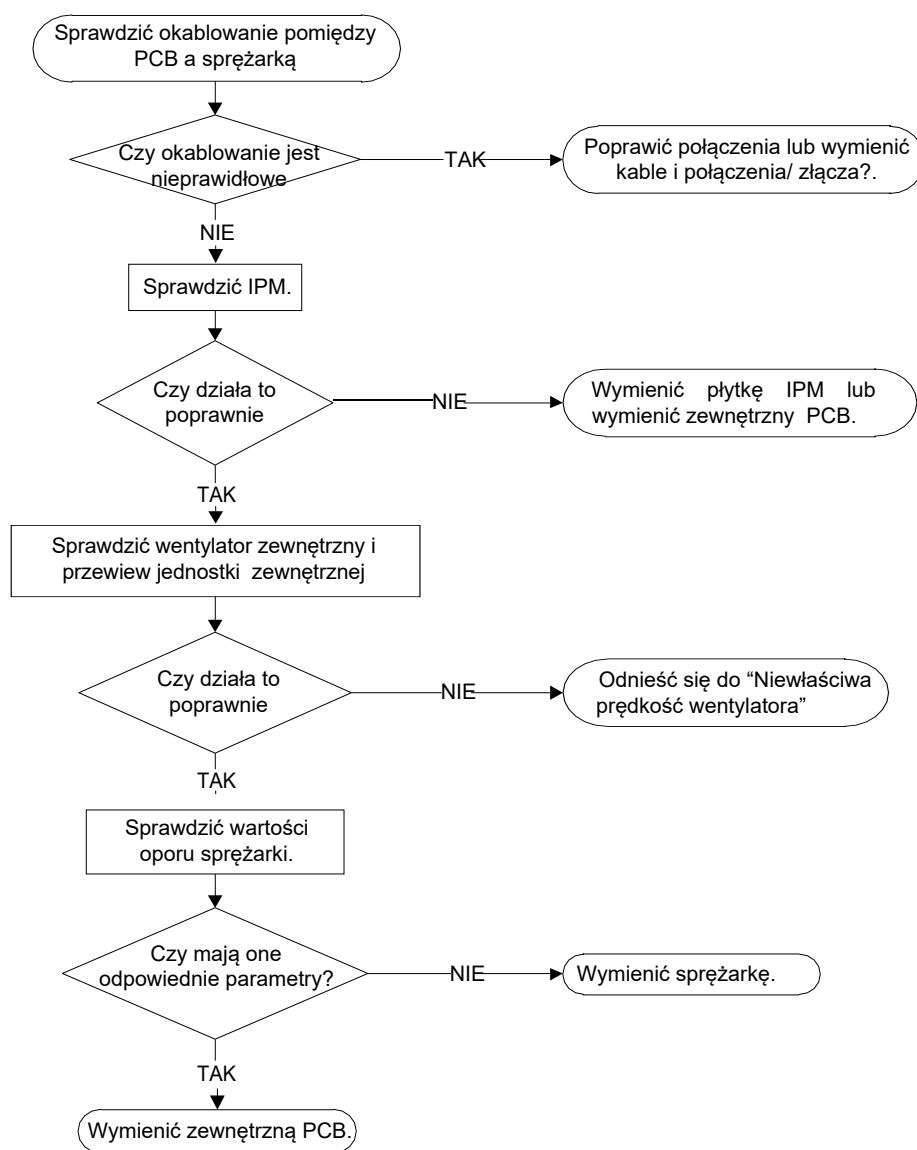 Sprawdzić okablowanie pomiędzy
PCB a sprężarką
Czy okablowanie jest
nieprawidłowe
TAK
Poprawić połączenia lub wymienić
kable i połączenia/ złącza?.
NIE
Sprawdzić IPM.
Czy działa to
poprawnie
NIE
Wymienić płytkę IPM lub
wymienić zewnętrzny PCB.
TAK
Sprawdzić wentylator zewnętrzny i
przewiew jednostki zewnętrznej
Czy działa to
poprawnie
NIE
Odnieść się do “Niewłaściwa
prędkość wentylatora”
TAK
Sprawdzić wartości
oporu sprężarki.
Czy mają one
odpowiednie parametry?
NIE
Wymienić sprężarkę.
TAK
Wymienić zewnętrzną PCB.